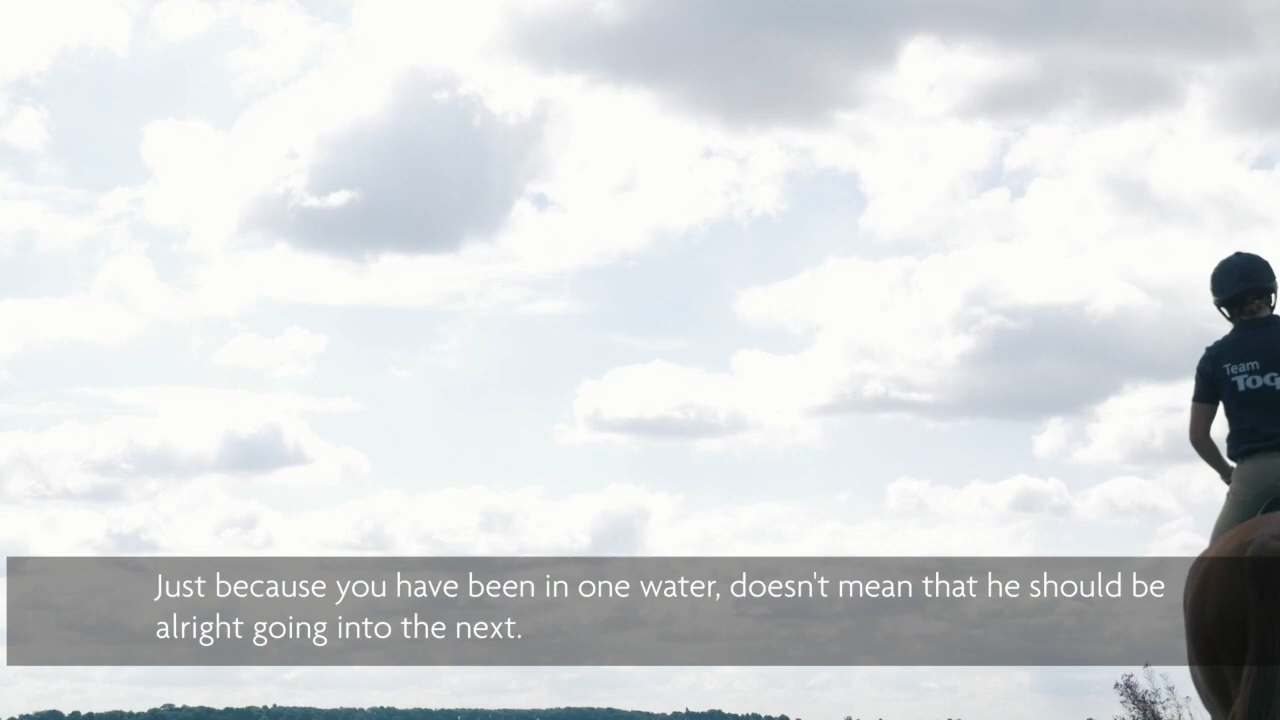 Team
Just because you have been in one water, doesn't mean that he should be
alright going into the next.